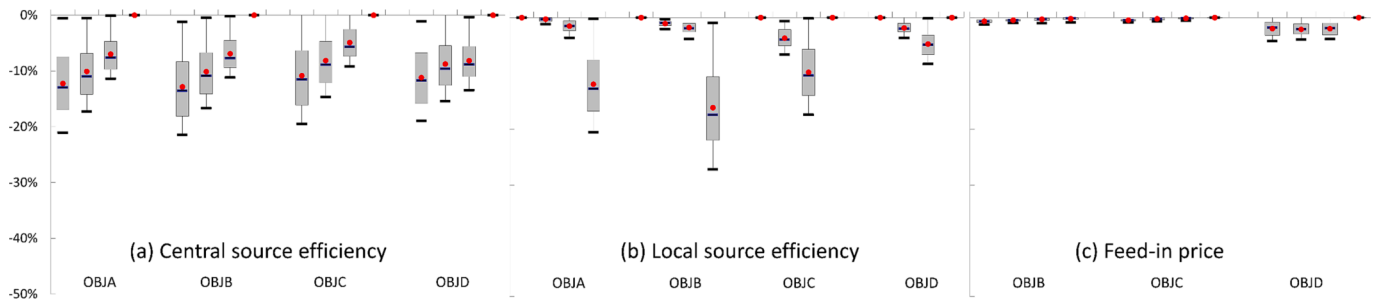 0%
-10%
-20%
-30%
-40%
-50%
(a) Central source efficiency
OBJA OBJB OBJC OBJD
(b) Local source efficiency
OBJA OBJB OBJC OBJD
(c) Feed-in price
OBJB OBJC OBJD